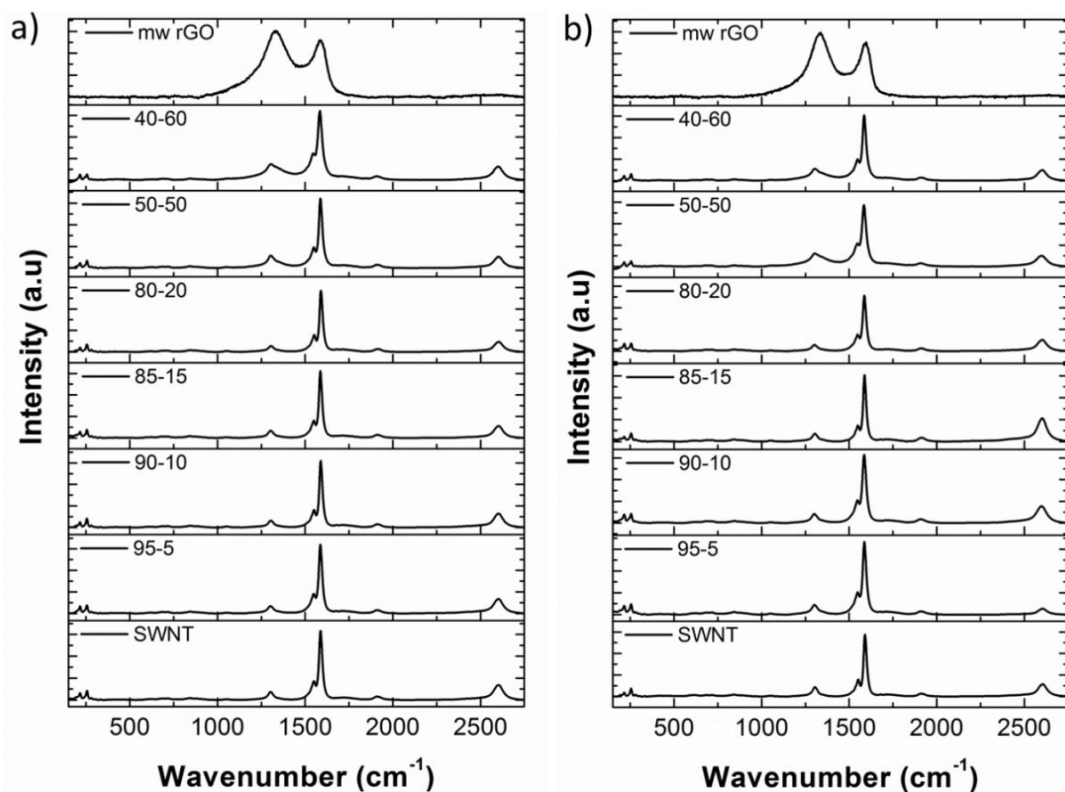 a)
mw rGO
40-60
50-50
80-20
85-15
90-10
95-5
SWNT
500 1000 1500 2000 2500
Wavenumber (cm⁻¹)
Intensity (a.u)
b)
mw rGO
40-60
50-50
80-20
85-15
90-10
95-5
SWNT
500 1000 1500 2000 2500
Wavenumber (cm⁻¹)
Intensity (a.u)